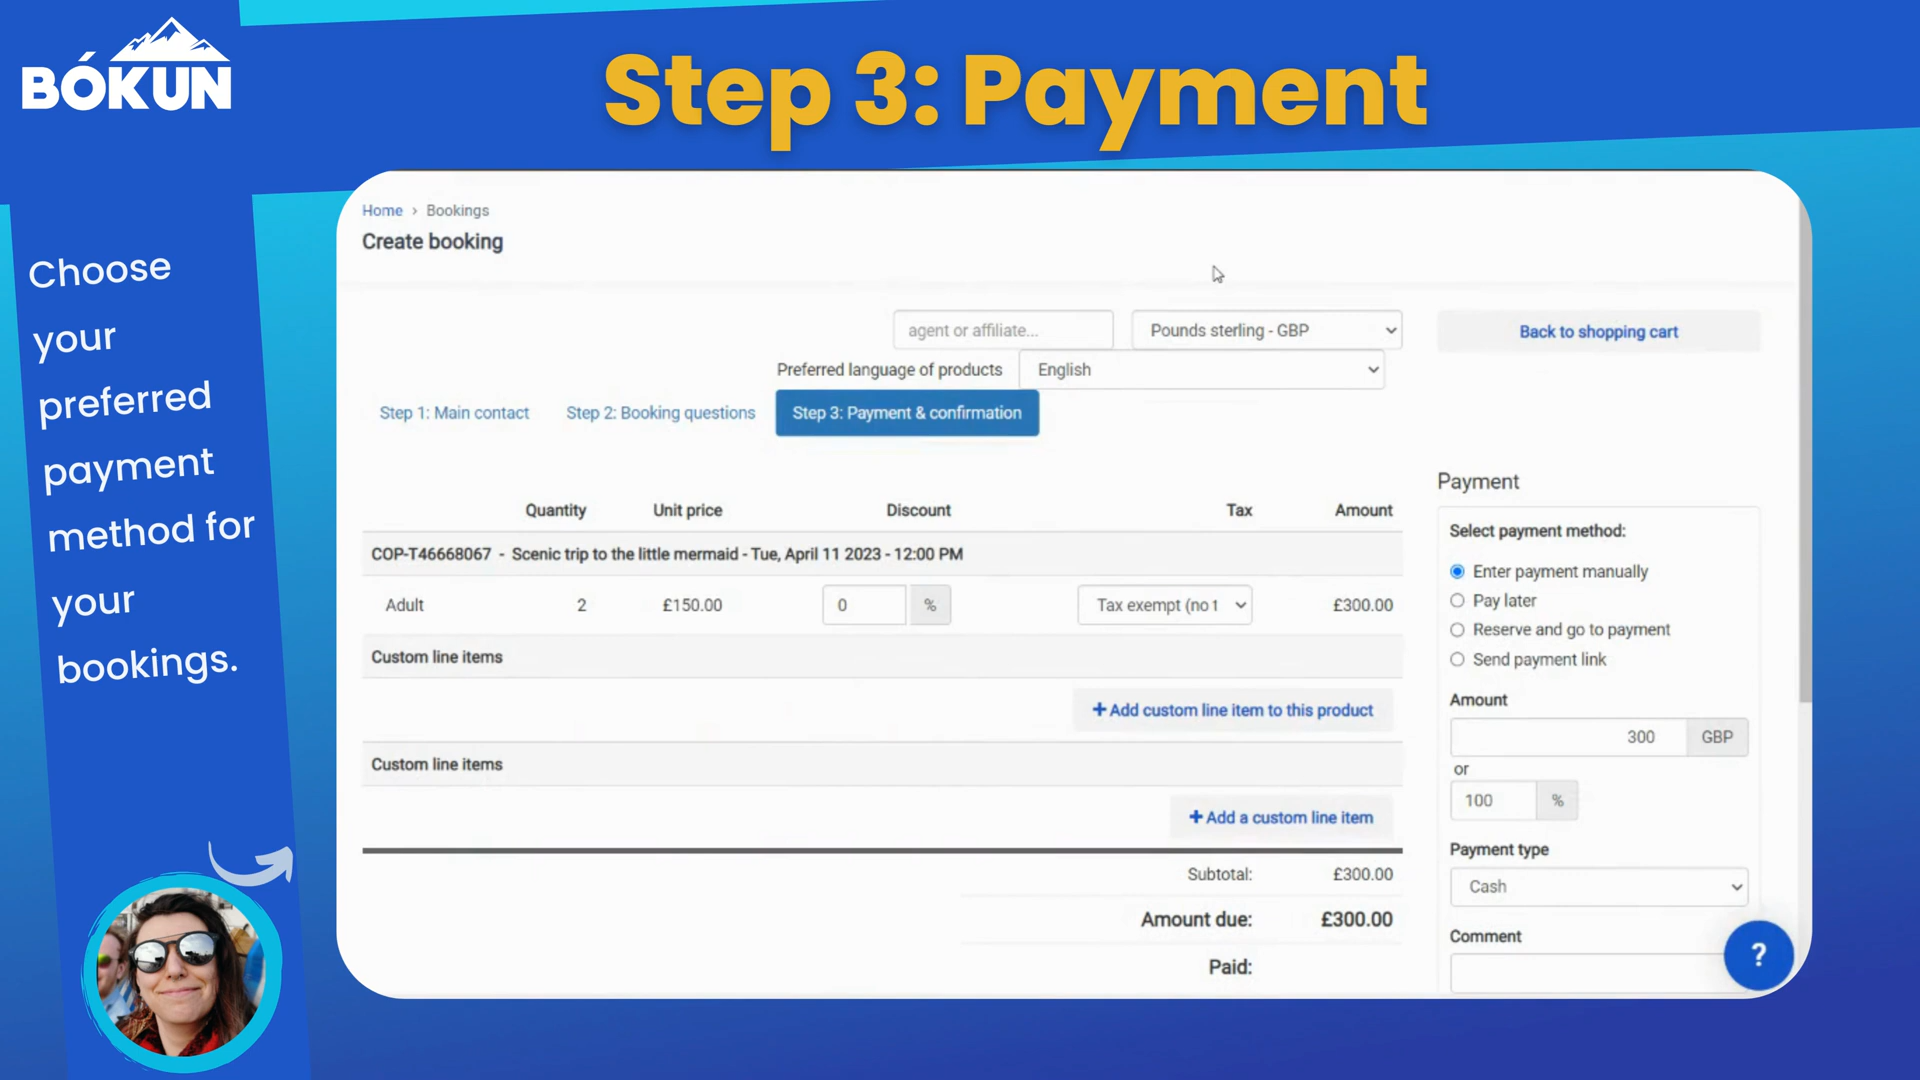 BÓKUN
Step 3: Payment
Choose
your
preferred
payment
method for
your
bookings.
Home › Bookings
Create booking
agent or affiliate...
Pounds sterling - GBP
Back to shopping cart
Preferred language of products
English
Step 1: Main contact
Step 2: Booking questions
Step 3: Payment & confirmation
Quantity Unit price Discount Tax Amount
COP-T46668067 - Scenic trip to the little mermaid - Tue, April 11 2023 - 12:00 PM
Adult 2 £150.00 0 % Tax exempt (no t £300.00
Custom line items
+ Add custom line item to this product
Custom line items
+ Add a custom line item
Subtotal: £300.00
Amount due: £300.00
Paid:
Payment
Select payment method:
Enter payment manually
Pay later
Reserve and go to payment
Send payment link
Amount
300 GBP
or
100 %
Payment type
Cash
Comment
?